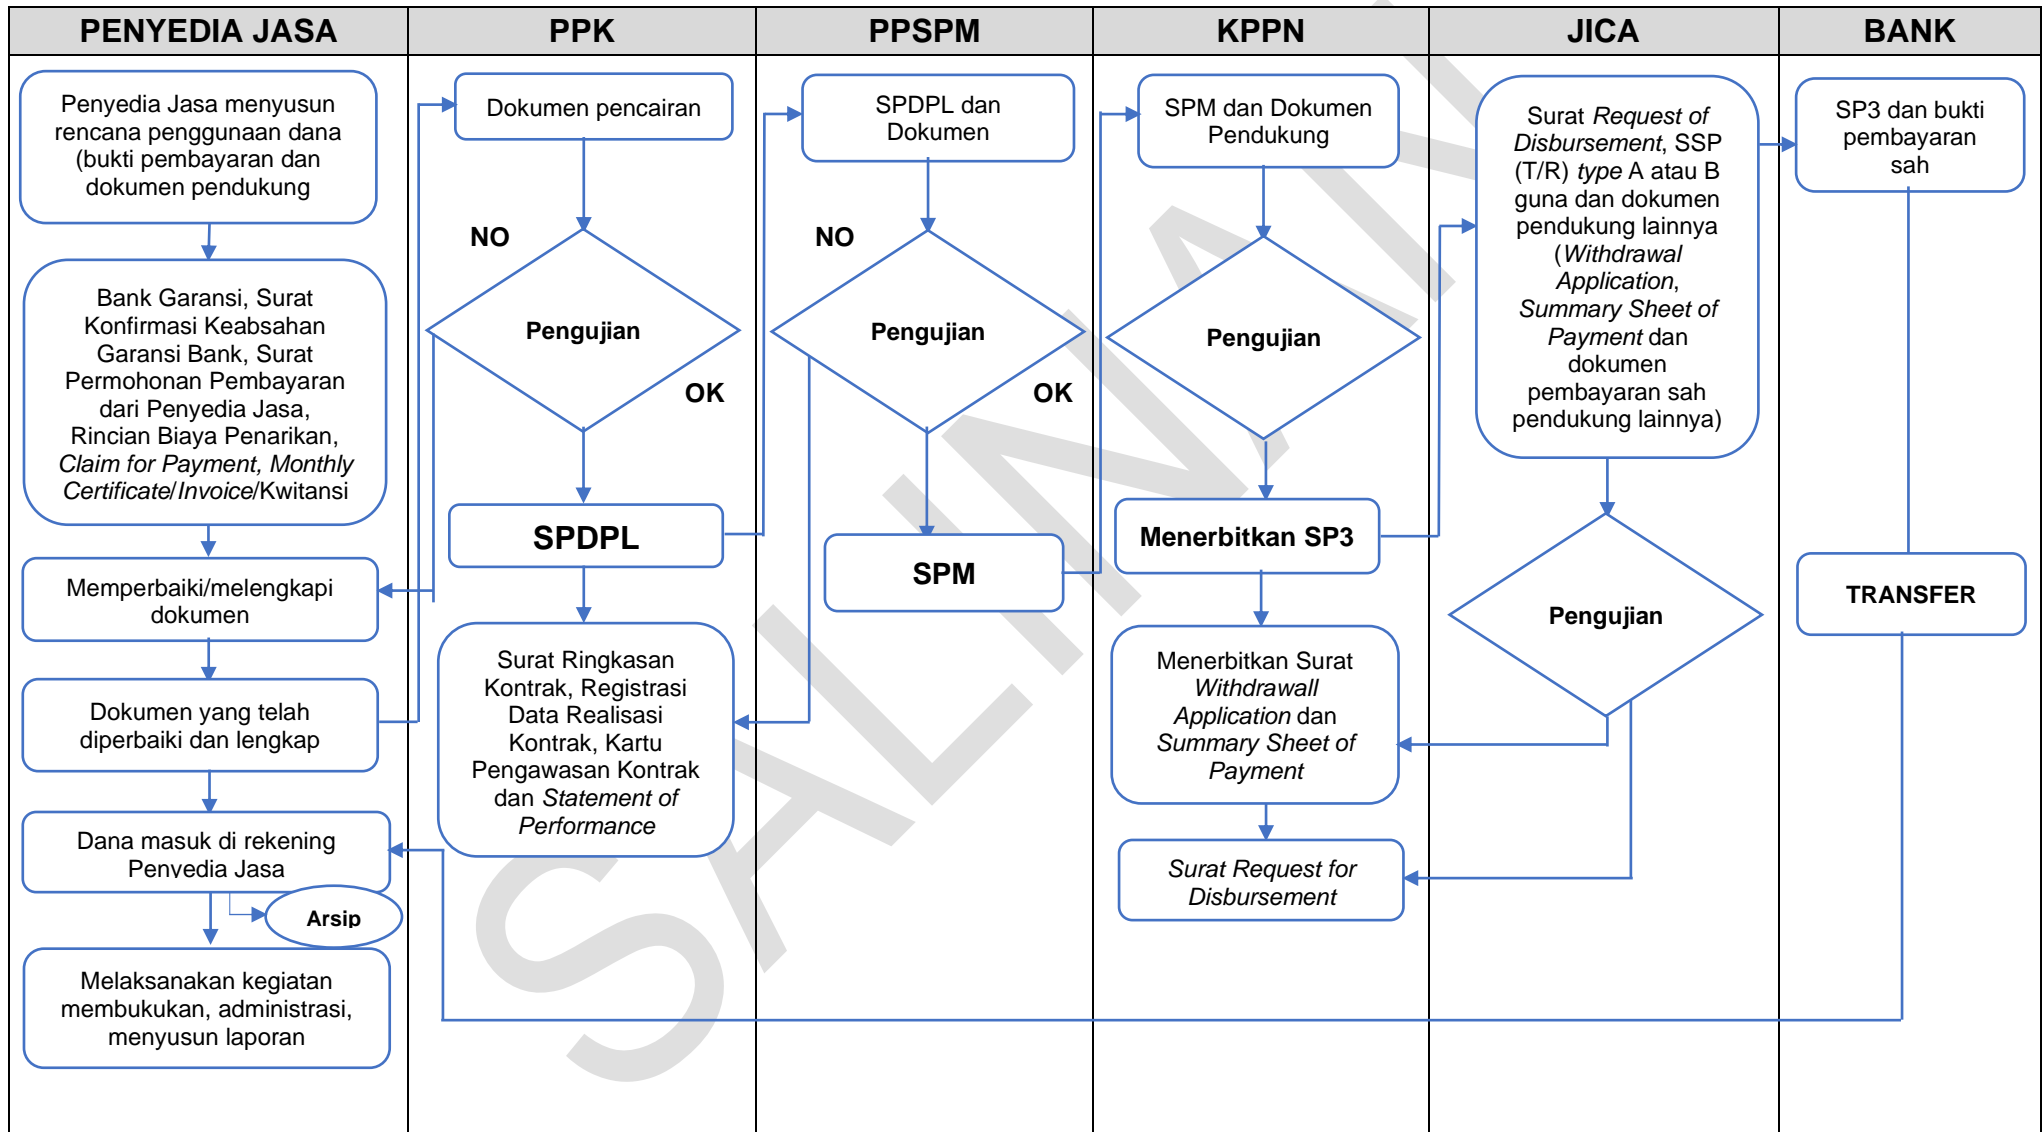 PENYEDIA JASA
PPK
PPSPM
KPPN
JICA
BANK
Penyedia Jasa menyusun
rencana penggunaan dana
(bukti pembayaran dan
dokumen pendukung
Bank Garansi, Surat
Konfirmasi Keabsahan
Garansi Bank, Surat
Permohonan Pembayaran
dari Penyedia Jasa,
Rincian Biaya Penarikan,
Claim for Payment, Monthly
Certificate/Invoice/Kwitansi
Memperbaiki/melengkapi
dokumen
Dokumen yang telah
diperbaiki dan lengkap
Dana masuk di rekening
Penyedia Jasa
Arsip
Melaksanakan kegiatan
membukukan, administrasi,
menyusun laporan
Dokumen pencairan
NO
Pengujian
OK
SPDPL
Surat Ringkasan
Kontrak, Registrasi
Data Realisasi
Kontrak, Kartu
Pengawasan Kontrak
dan Statement of
Performance
SPDPL dan
Dokumen
NO
Pengujian
OK
SPM
SPM dan Dokumen
Pendukung
Pengujian
Menerbitkan SP3
Menerbitkan Surat
Withdrawall
Application dan
Summary Sheet of
Payment
Surat Request for
Disbursement
Surat Request of
Disbursement, SSP
(T/R) type A atau B
guna dan dokumen
pendukung lainnya
(Withdrawal
Application,
Summary Sheet of
Payment dan
dokumen
pembayaran sah
pendukung lainnya)
Pengujian
SP3 dan bukti
pembayaran
sah
TRANSFER
SALINAN